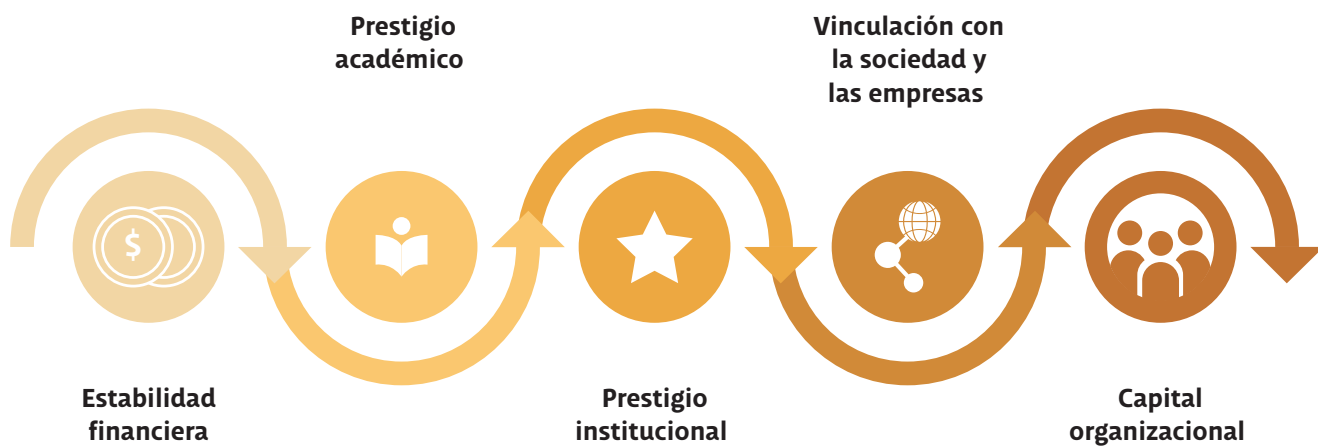 Prestigio
académico
Vinculación con
la sociedad y
las empresas
$
Estabilidad
financiera
Prestigio
institucional
Capital
organizacional